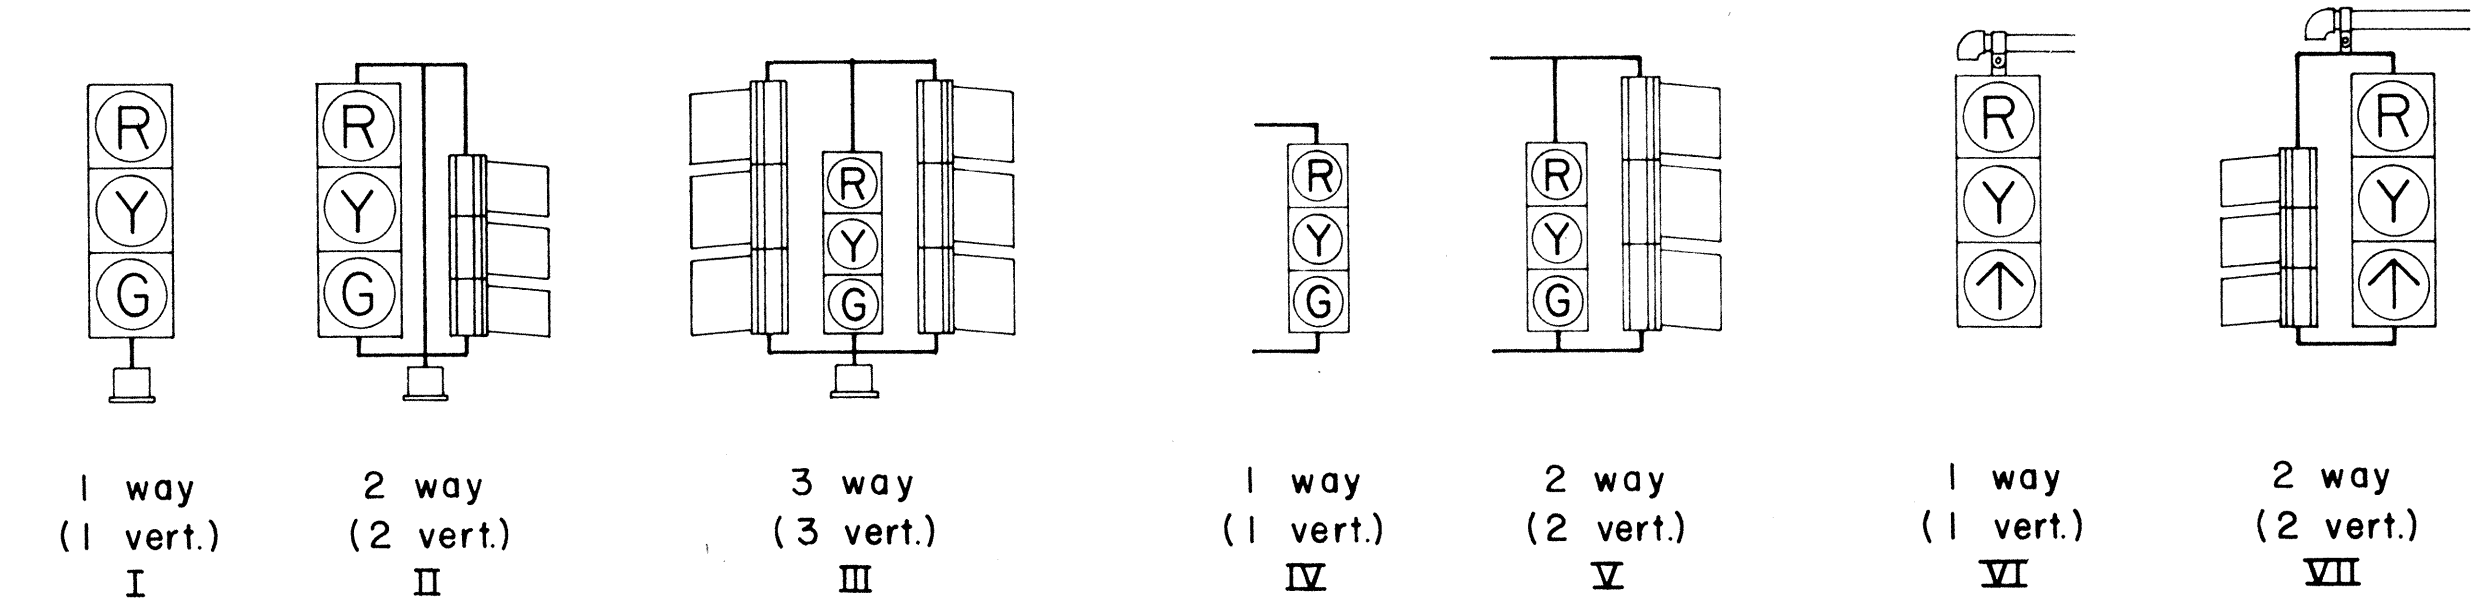 R
Y
G
1 way
(1 vert.)
I
R
Y
G
2 way
(2 vert.)
II
R
Y
G
3 way
(3 vert.)
III
R
Y
G
1 way
(1 vert.)
IV
R
Y
G
2 way
(2 vert.)
V
R
Y
↑
1 way
(1 vert.)
VI
R
Y
↑
2 way
(2 vert.)
VII